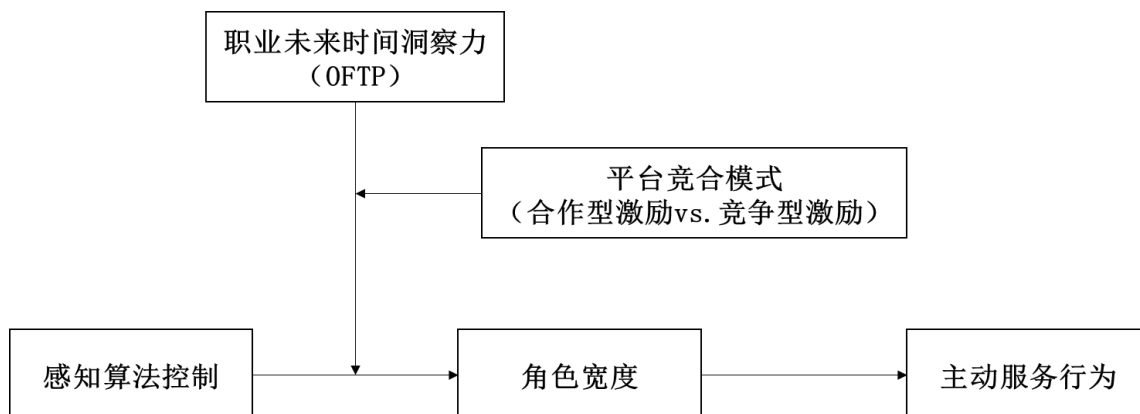 职业未来时间洞察力
（OFTP）
平台竞合模式
（合作型激励vs.竞争型激励）
感知算法控制
角色宽度
主动服务行为